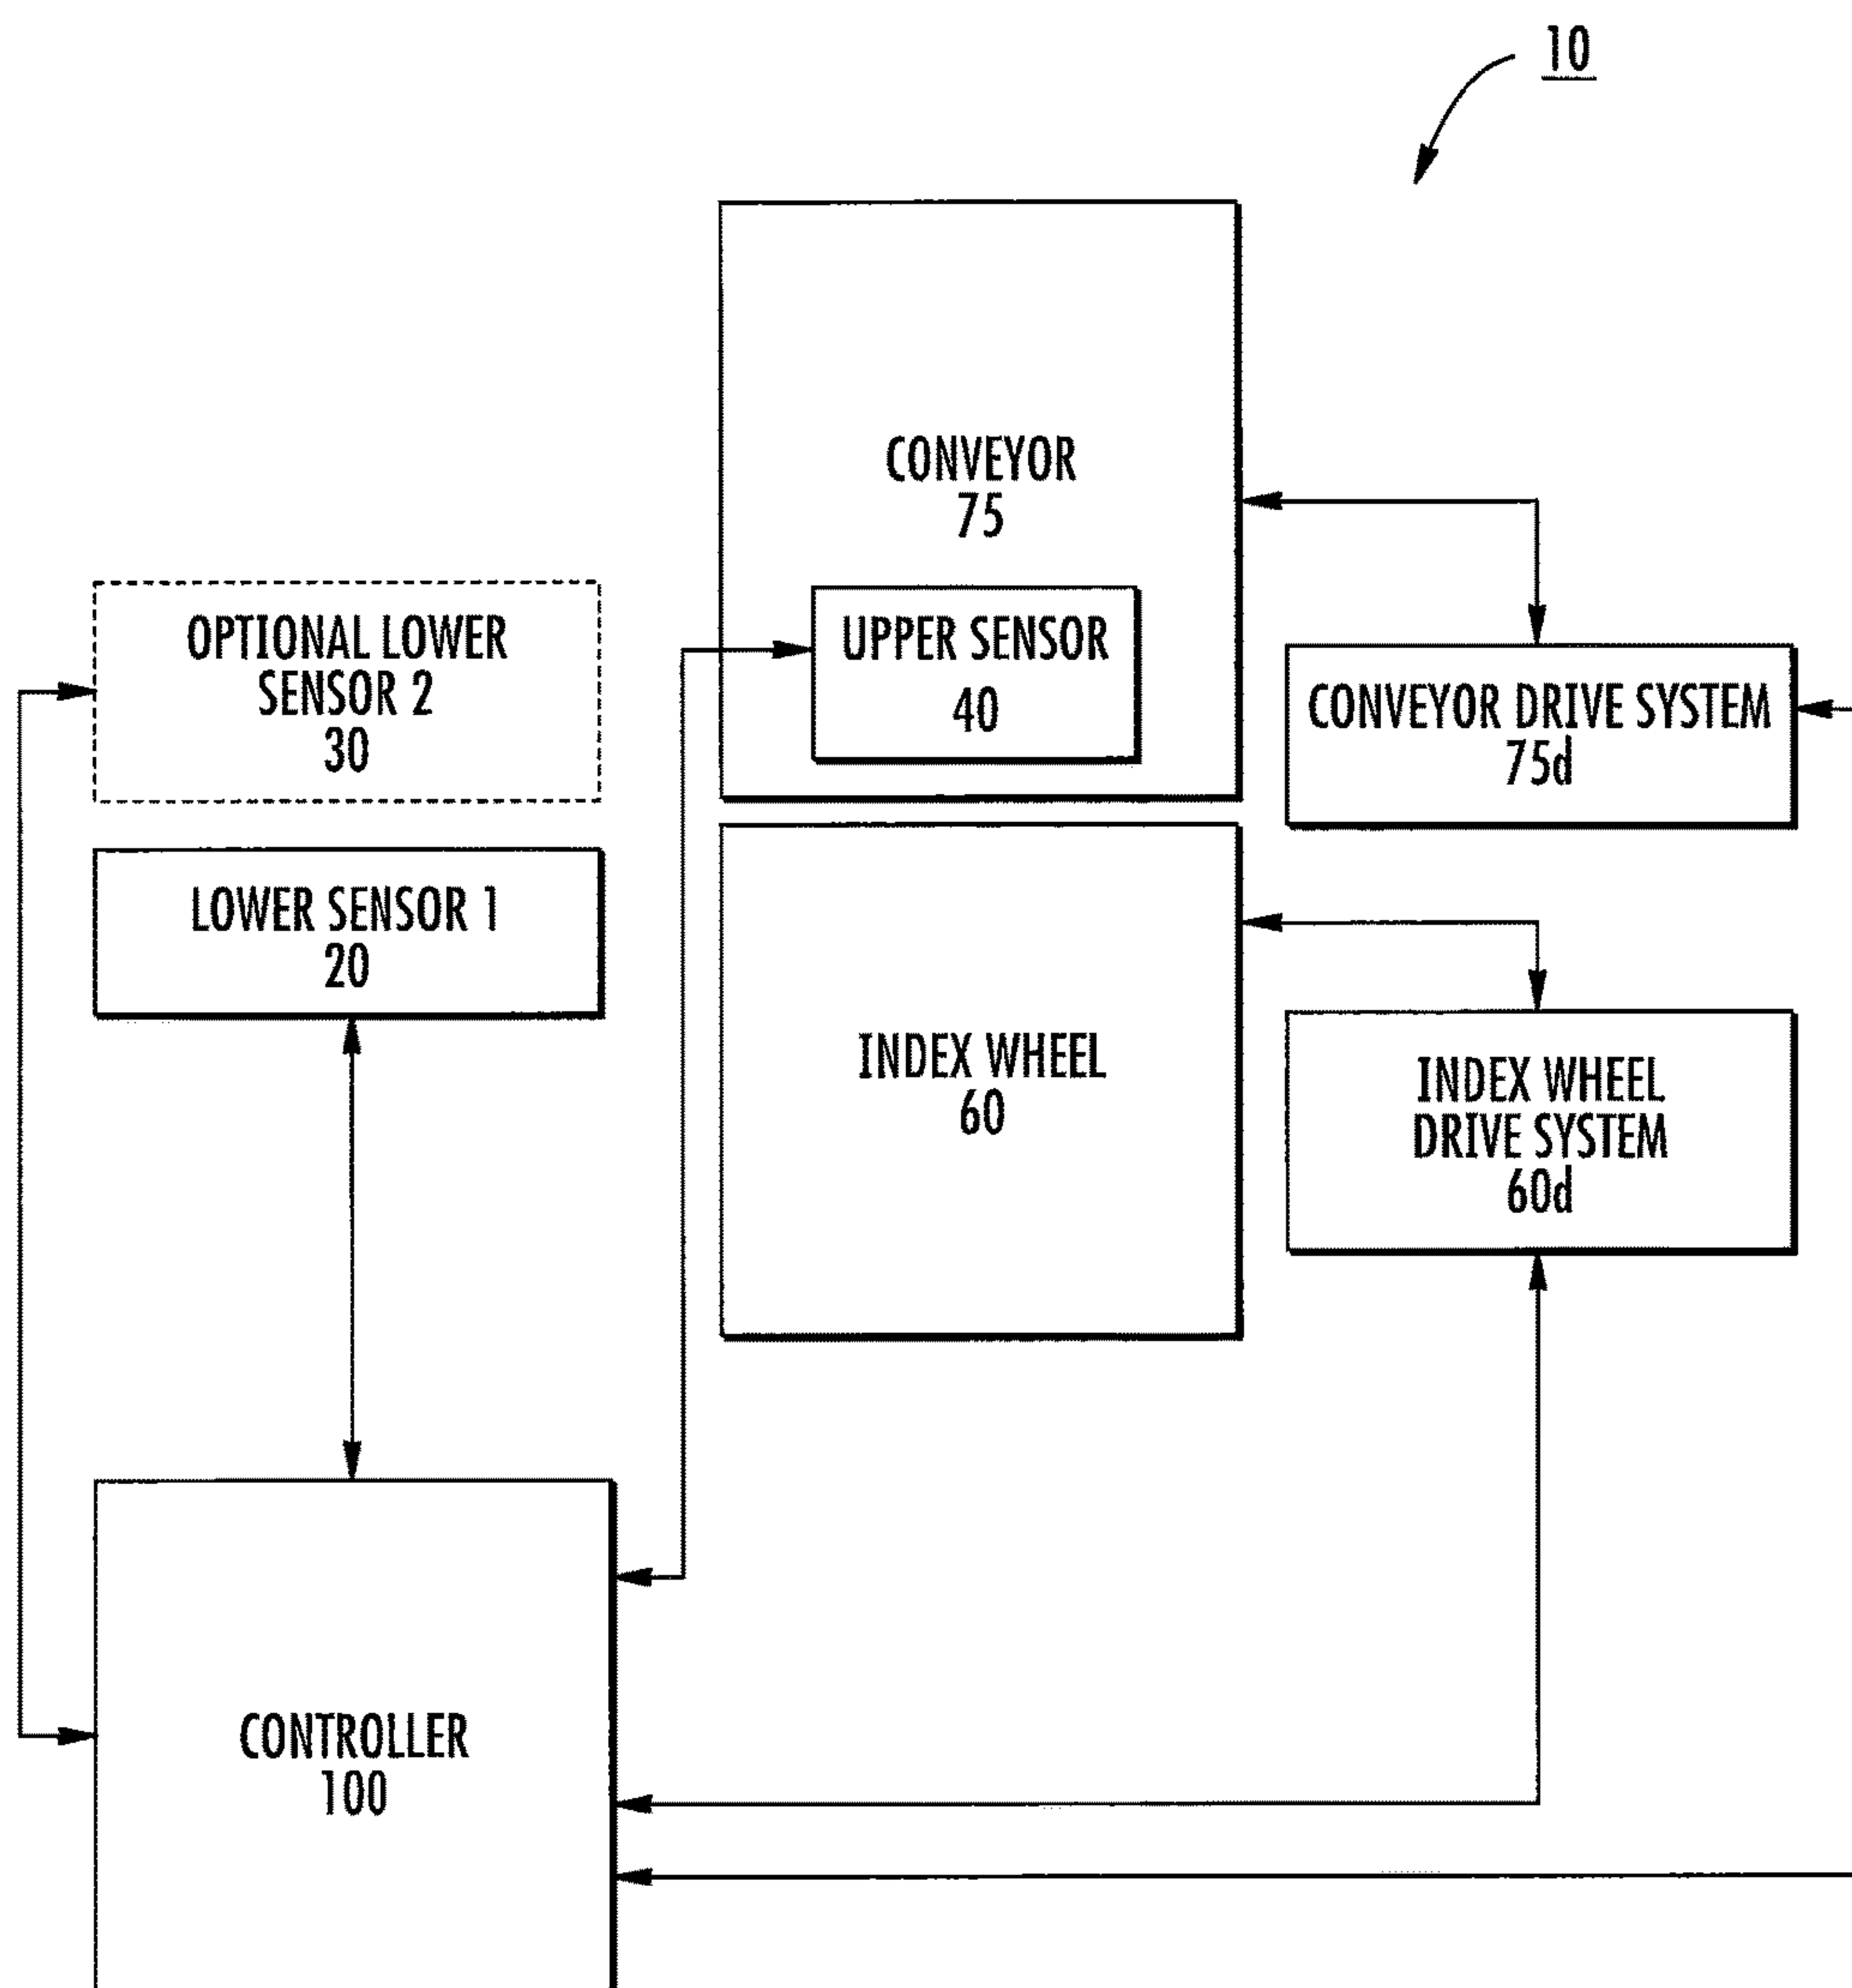 10
CONVEYOR
75
UPPER SENSOR
40
OPTIONAL LOWER
SENSOR 2
30
CONVEYOR DRIVE SYSTEM
75d
LOWER SENSOR 1
20
INDEX WHEEL
60
INDEX WHEEL
DRIVE SYSTEM
60d
CONTROLLER
100